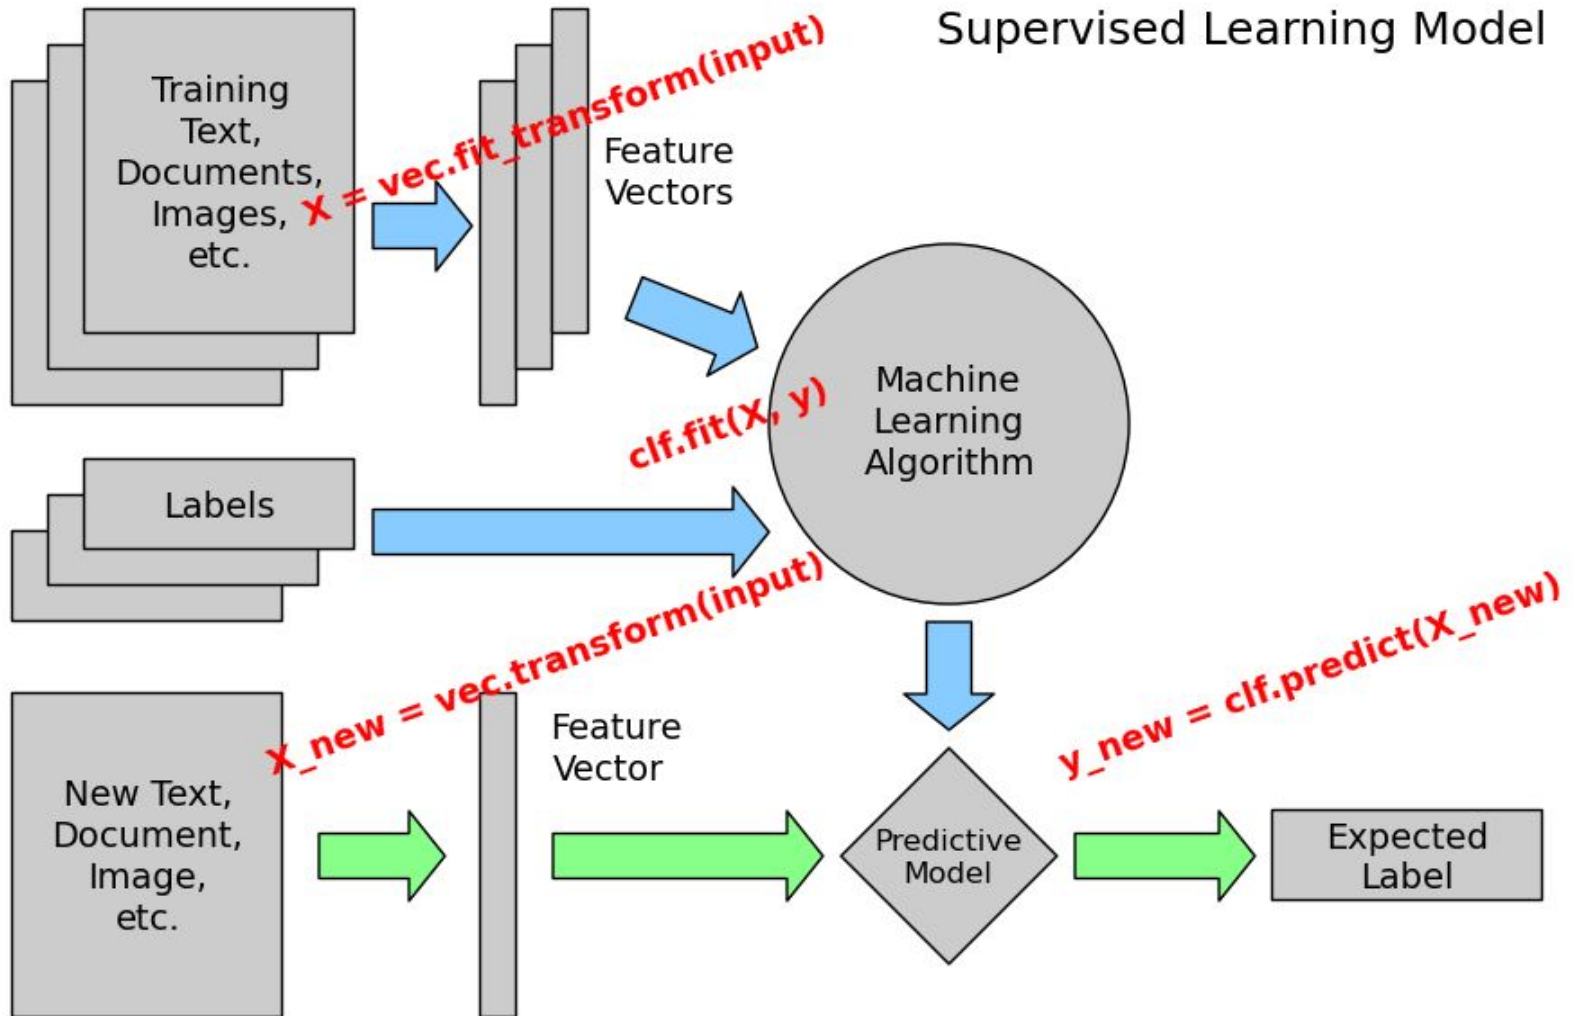 Supervised Learning Model
Training
Text,
Documents,
Images,
etc.
X = vec.fit_transform(input)
Feature
Vectors
Machine
Learning
Algorithm
clf.fit(X, y)
Labels
X_new = vec.transform(input)
y_new = clf.predict(X_new)
New Text,
Document,
Image,
etc.
Feature
Vector
Predictive
Model
Expected
Label